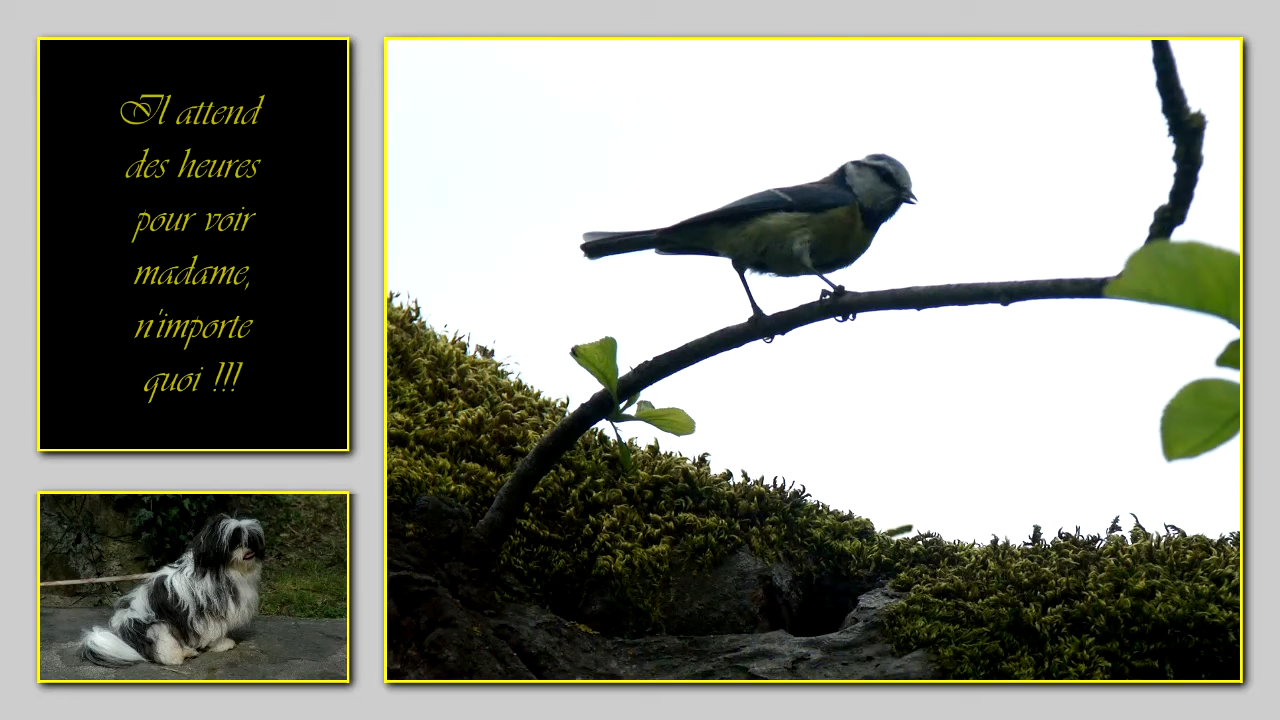 Il attend
des heures
pour voir
madame,
n'importe
quoi !!!